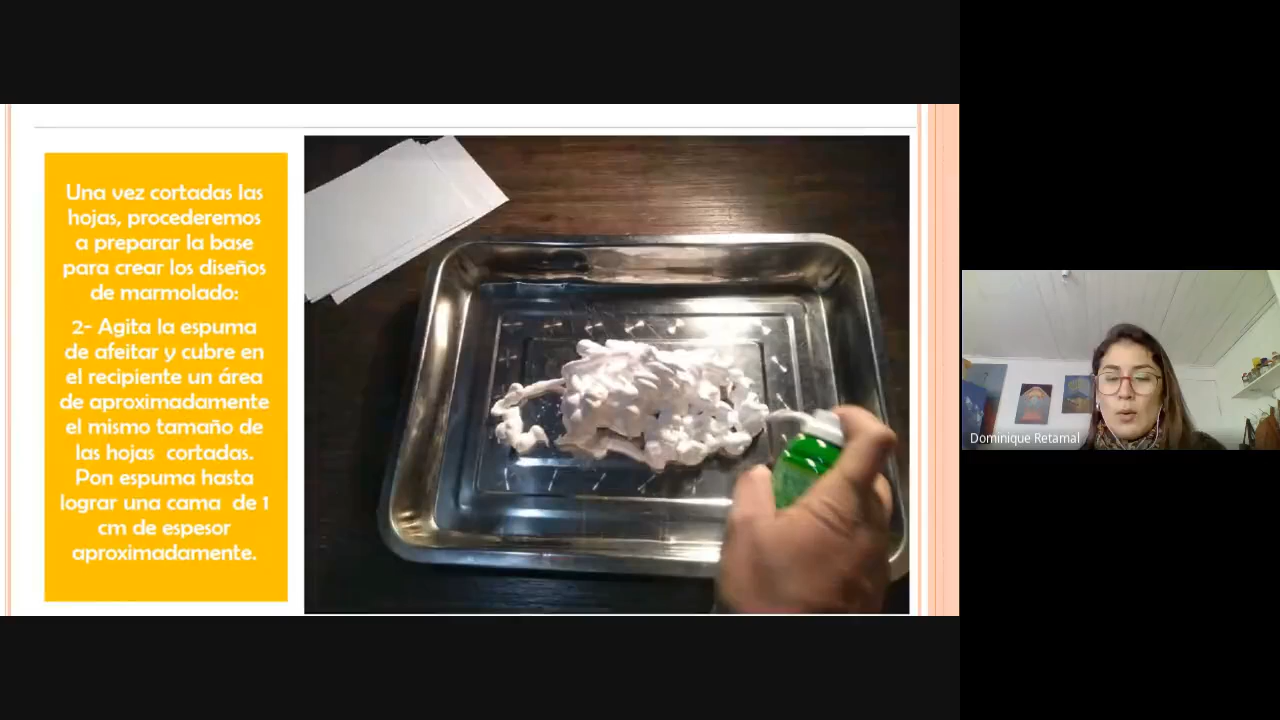 Una vez cortadas las
hojas, procederemos
a preparar la base
para crear los diseños
de marmolado:
2- Agita la espuma
de afeitar y cubre en
el recipiente un área
de aproximadamente
el mismo tamaño de
las hojas cortadas.
Pon espuma hasta
lograr una cama de 1
cm de espesor
aproximadamente.
Dominique Retamal